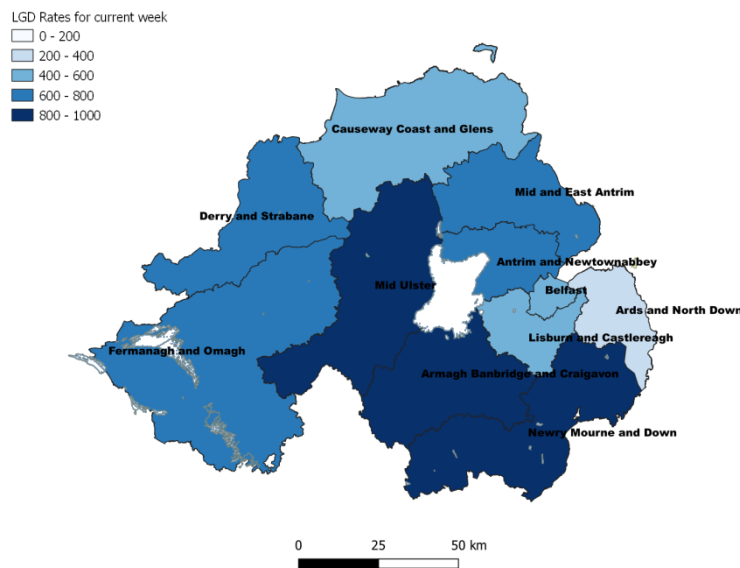 LGD Rates for current week
0 - 200
200 - 400
400 - 600
600 - 800
800 - 1000
Causeway Coast and Glens
Mid and East Antrim
Derry and Strabane
Antrim and Newtownabbey
Mid Ulster
Belfast
Ards and North Down
Lisburn and Castlereagh
Fermanagh and Omagh
Armagh Banbridge and Craigavon
Newry Mourne and Down
0 25 50 km